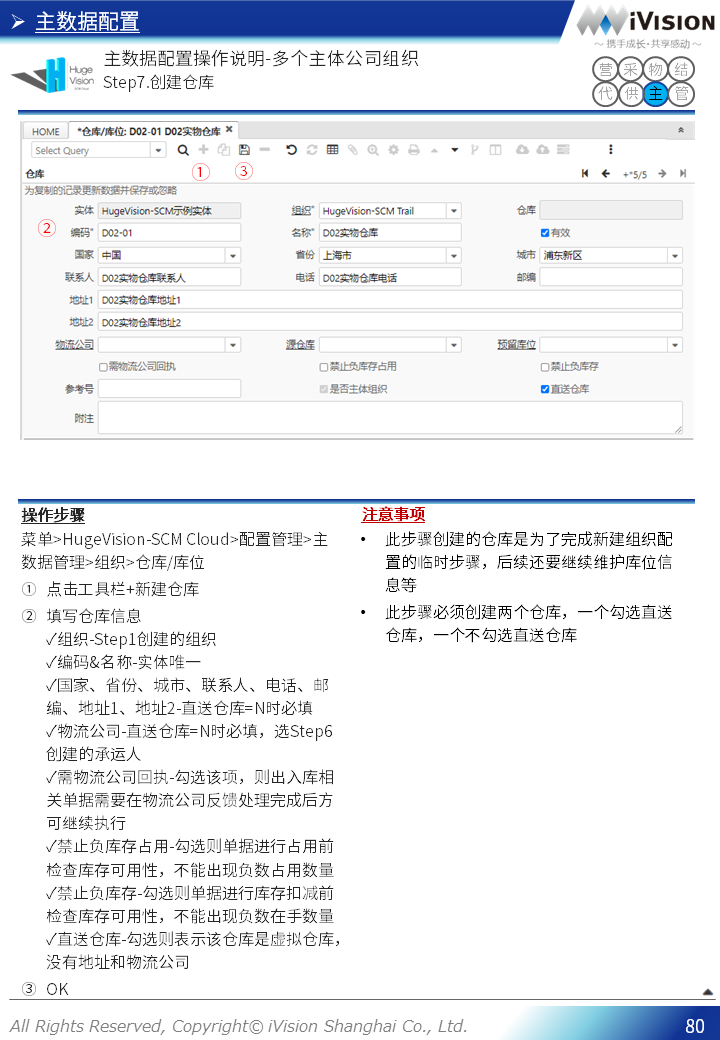 ➢ 主数据配置
iVISION
～ 携手成长·共享感动 ～
Huge
Vision
主数据配置操作说明-多个主体公司组织
Step7.创建仓库
营 采 物 结
代 供 主 管
HOME *仓库/库位: D02-01 D02实物仓库 ✖
Select Query
① ③
仓库
+*5/5
为复制的记录更新数据并保存或忽略
②
实体 HugeVision-SCM示例实体 组织* HugeVision-SCM Trail 仓库
编码* D02-01 名称* D02实物仓库 有效
国家 中国 省份 上海市 城市 浦东新区
联系人 D02实物仓库联系人 电话 D02实物仓库电话 邮编
地址1 D02实物仓库地址1
地址2 D02实物仓库地址2
物流公司 源仓库 预留库位
需物流公司回执 禁止负库存占用 禁止负库存
参考号 是否主体组织 直送仓库
附注
操作步骤
菜单>HugeVision-SCM Cloud>配置管理>主
数据管理>组织>仓库/库位
① 点击工具栏+新建仓库
② 填写仓库信息
✓组织-Step1创建的组织
✓编码&名称-实体唯一
✓国家、省份、城市、联系人、电话、邮
编、地址1、地址2-直送仓库=N时必填
✓物流公司-直送仓库=N时必填，选Step6
创建的承运人
✓需物流公司回执-勾选该项，则出入库相
关单据需要在物流公司反馈处理完成后方
可继续执行
✓禁止负库存占用-勾选则单据进行占用前
检查库存可用性，不能出现负数占用数量
✓禁止负库存-勾选则单据进行库存扣减前
检查库存可用性，不能出现负数在手数量
✓直送仓库-勾选则表示该仓库是虚拟仓库，
没有地址和物流公司
③ OK
注意事项
• 此步骤创建的仓库是为了完成新建组织配
置的临时步骤，后续还要继续维护库位信
息等
• 此步骤必须创建两个仓库，一个勾选直送
仓库，一个不勾选直送仓库
All Rights Reserved, Copyright© iVision Shanghai Co., Ltd.
80